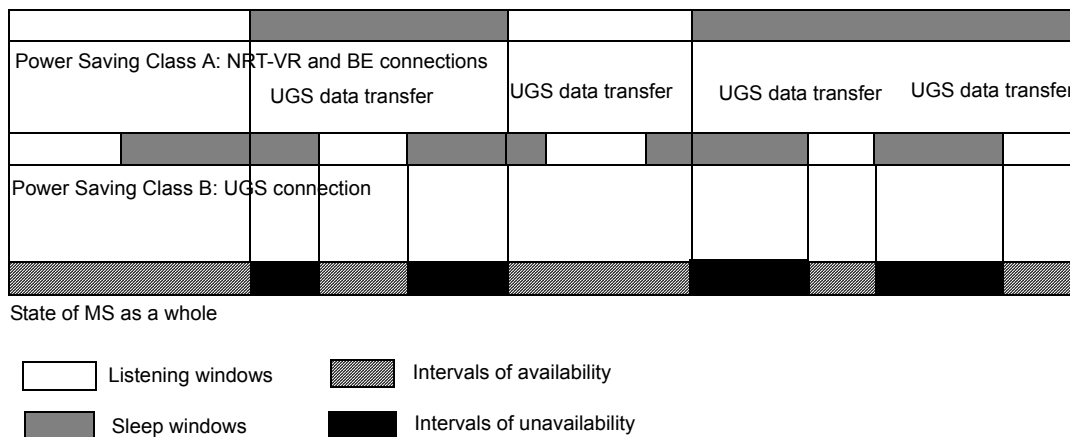 Power Saving Class A: NRT-VR and BE connections
UGS data transfer
UGS data transfer
UGS data transfer
UGS data transfer
Power Saving Class B: UGS connection
State of MS as a whole
Listening windows
Intervals of availability
Sleep windows
Intervals of unavailability